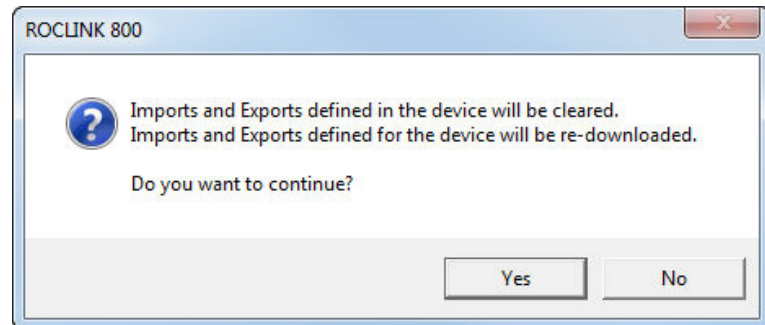 ROCLINK 800
Imports and Exports defined in the device will be cleared.
Imports and Exports defined for the device will be re-downloaded.
Do you want to continue?
Yes
No